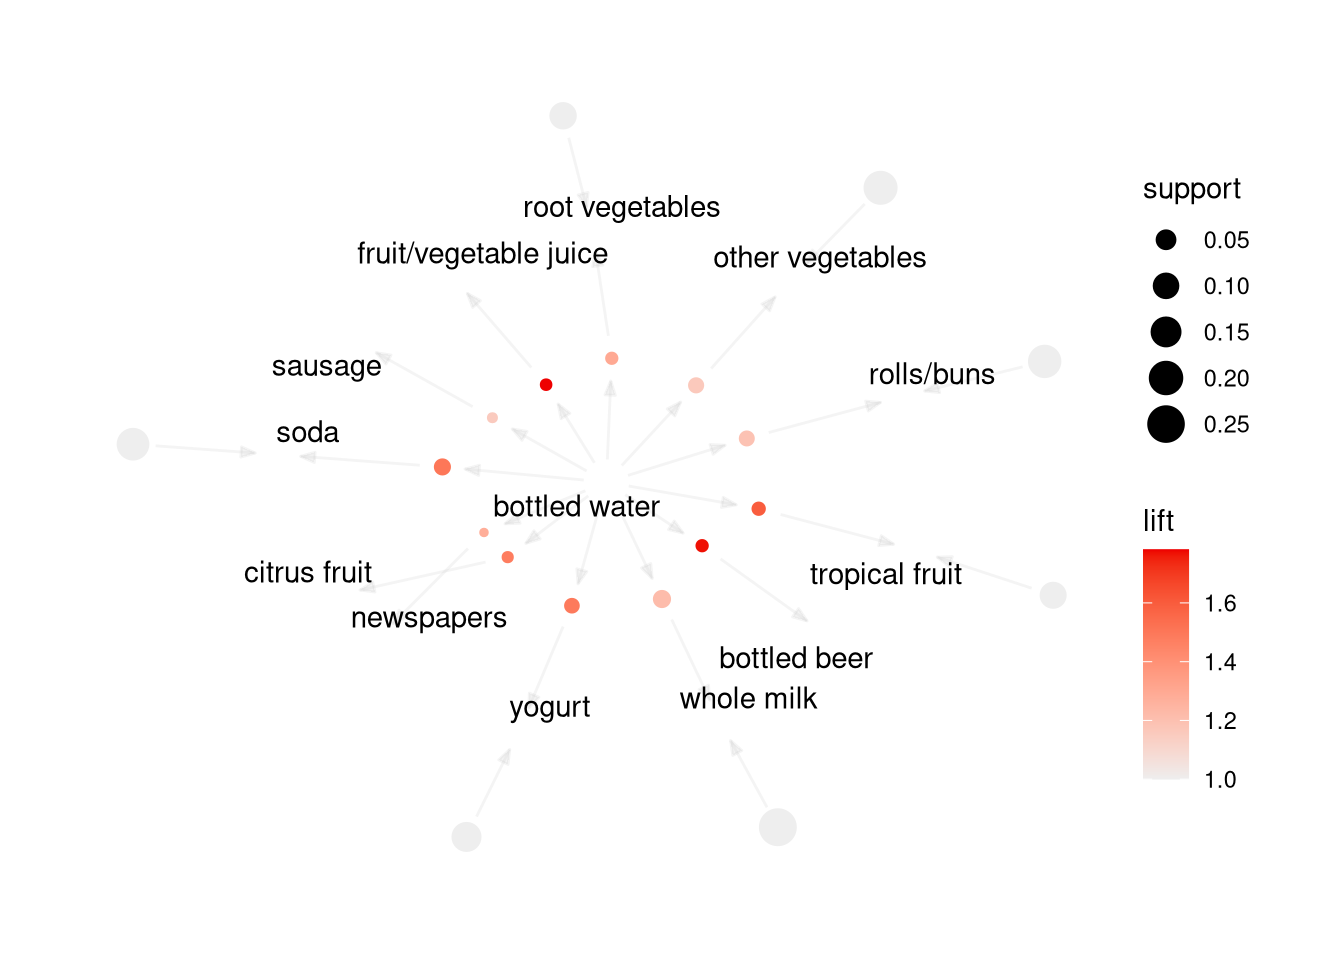 root vegetables
fruit/vegetable juice
other vegetables
sausage
rolls/buns
soda
bottled water
citrus fruit
tropical fruit
newspapers
bottled beer
whole milk
yogurt
support
0.05
0.10
0.15
0.20
0.25
lift
1.6
1.4
1.2
1.0